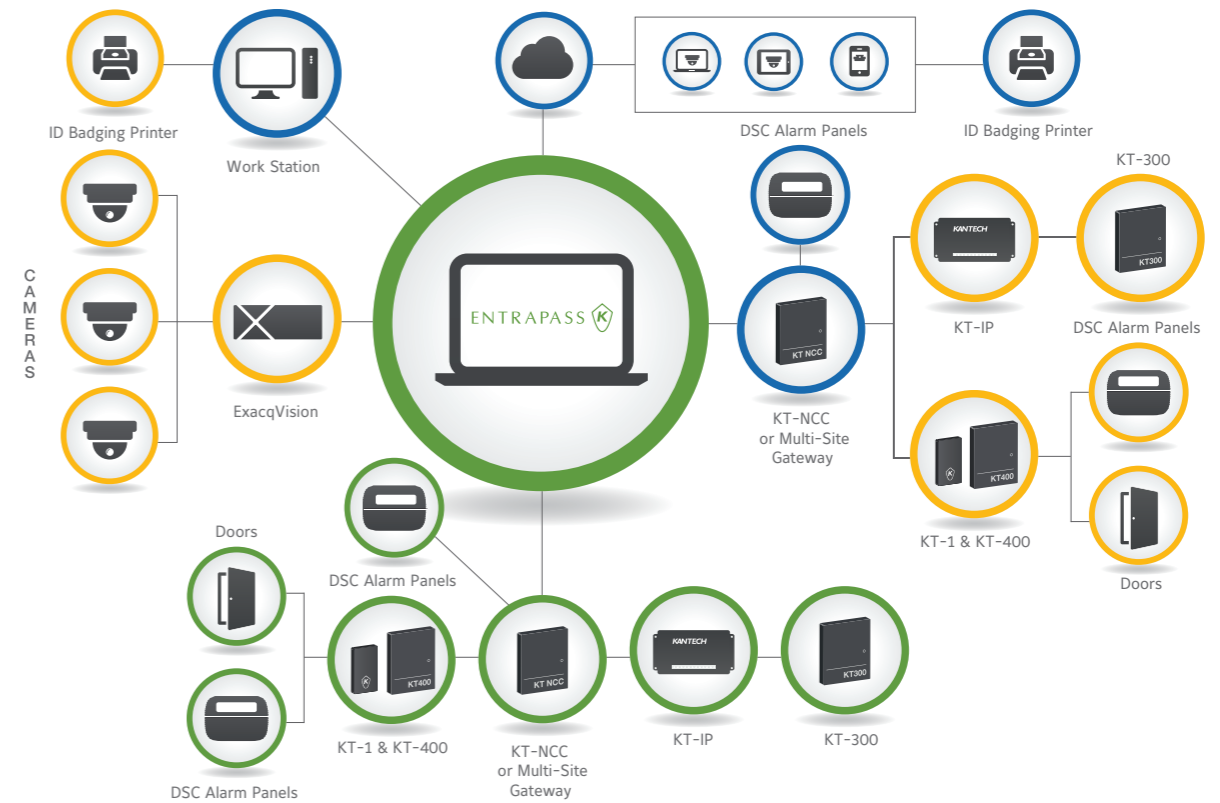 ID Badging Printer
Work Station
DSC Alarm Panels
ID Badging Printer
CAMERAS
ExacqVision
ENTRAPASS K
KT NCC
KT-NCC
or Multi-Site
Gateway
KANTECH
KT-IP
KT-300
KT300
DSC Alarm Panels
K
KT400
KT-1 & KT-400
Doors
DSC Alarm Panels
Doors
DSC Alarm Panels
K
KT400
KT-1 & KT-400
KT NCC
KT-NCC
or Multi-Site
Gateway
KANTECH
KT-IP
KT300
KT-300